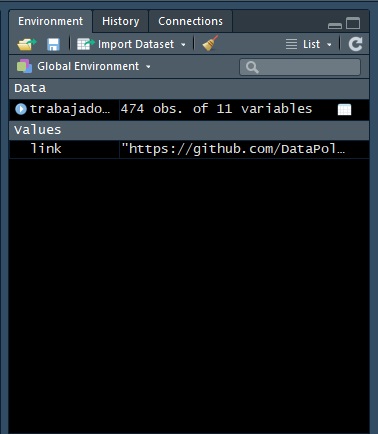 Environment History Connections
Import Dataset List
Global Environment
Data
trabajado... 474 obs. of 11 variables
Values
link "https://github.com/DataPol...